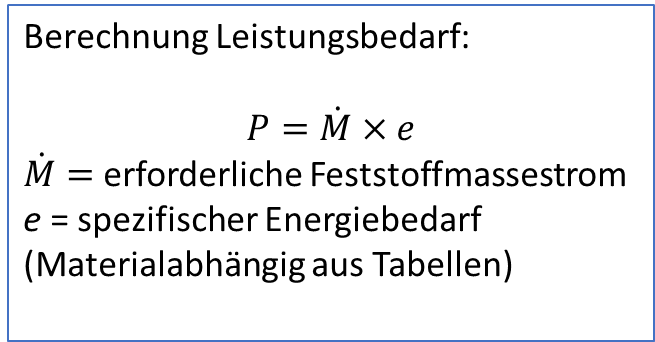 Berechnung Leistungsbedarf:
P = Ṁ × e
Ṁ = erforderliche Feststoffmassestrom
e = spezifischer Energiebedarf
(Materialabhängig aus Tabellen)